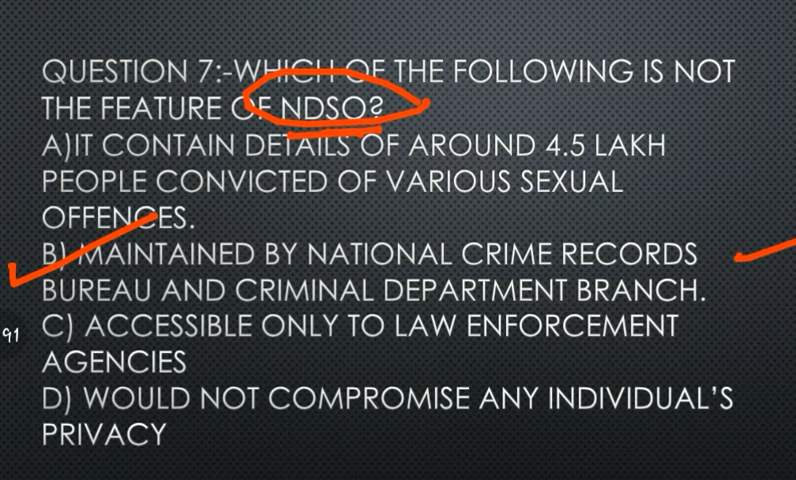 QUESTION 7:-WHICH OF THE FOLLOWING IS NOT
THE FEATURE OF NDSO?
A)IT CONTAIN DETAILS OF AROUND 4.5 LAKH
PEOPLE CONVICTED OF VARIOUS SEXUAL
OFFENCES.
B) MAINTAINED BY NATIONAL CRIME RECORDS
BUREAU AND CRIMINAL DEPARTMENT BRANCH.
91
C) ACCESSIBLE ONLY TO LAW ENFORCEMENT
AGENCIES
D) WOULD NOT COMPROMISE ANY INDIVIDUAL'S
PRIVACY